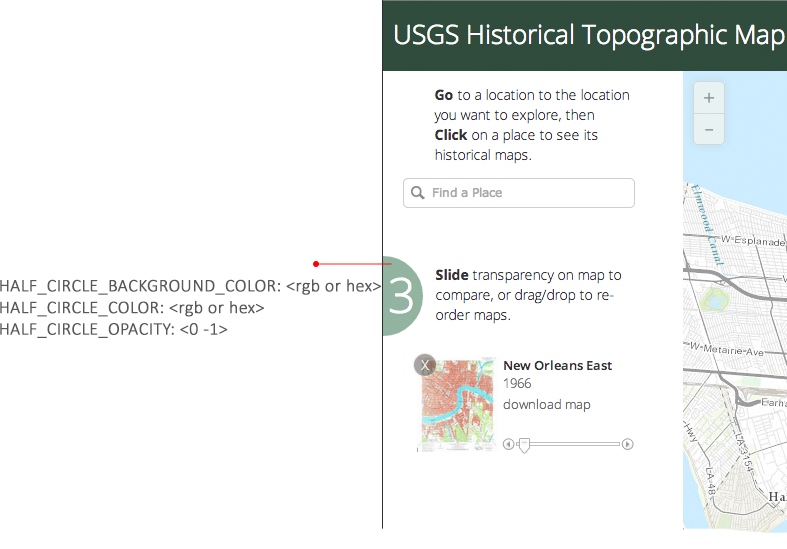 USGS Historical Topographic Map
Go to a location to the location
you want to explore, then
Click on a place to see its
historical maps.
Find a Place
HALF_CIRCLE_BACKGROUND_COLOR: <rgb or hex>
HALF_CIRCLE_COLOR: <rgb or hex>
HALF_CIRCLE_OPACITY: <0 -1>
3
Slide transparency on map to
compare, or drag/drop to re-
order maps.
X
New Orleans East
1966
download map
+
−
Elmwood Canal
W-Esplanade
W-Metairie-Ave
Earha
Hwy
LA-48
LA-3154
Ha